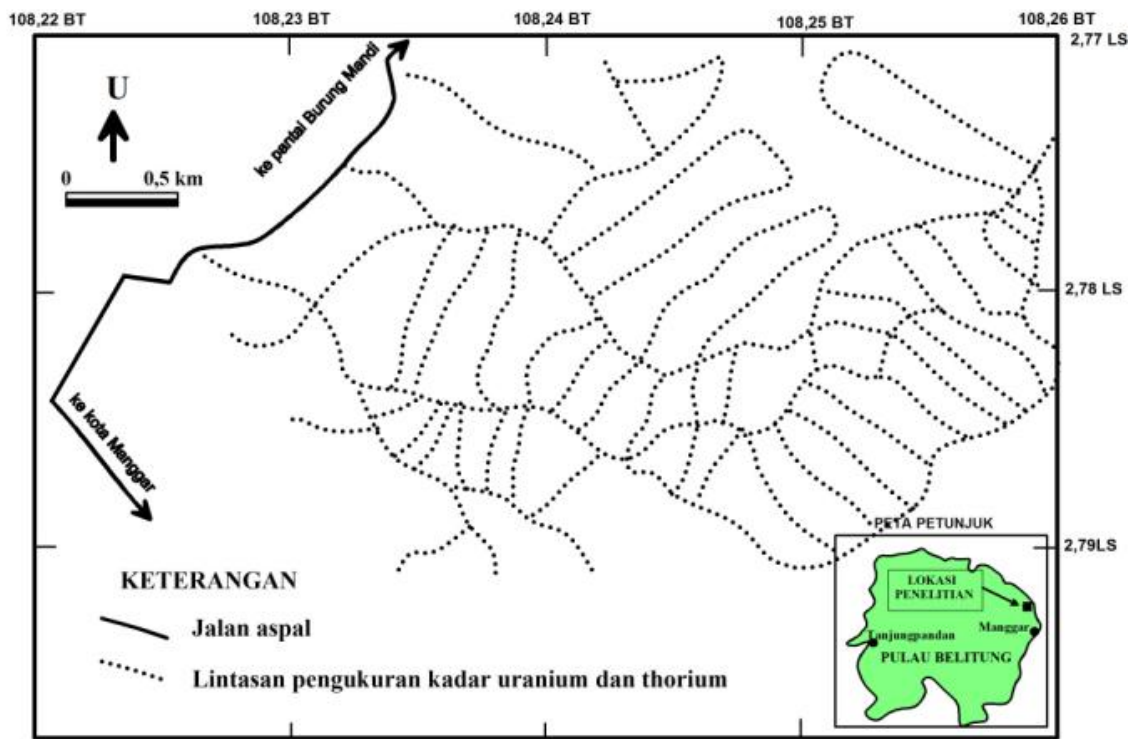 108,22 BT
108,23 BT
108,24 BT
108,25 BT
108,26 BT
2,77 LS
U
0
0,5 km
ke pantai Burung Mandi
2,78 LS
ke kota Manggar
2,79LS
PETA PETUNJUK
LOKASI
PENELITIAN
Manggar
Tanjungpandan
PULAU BELITUNG
KETERANGAN
Jalan aspal
Lintasan pengukuran kadar uranium dan thorium